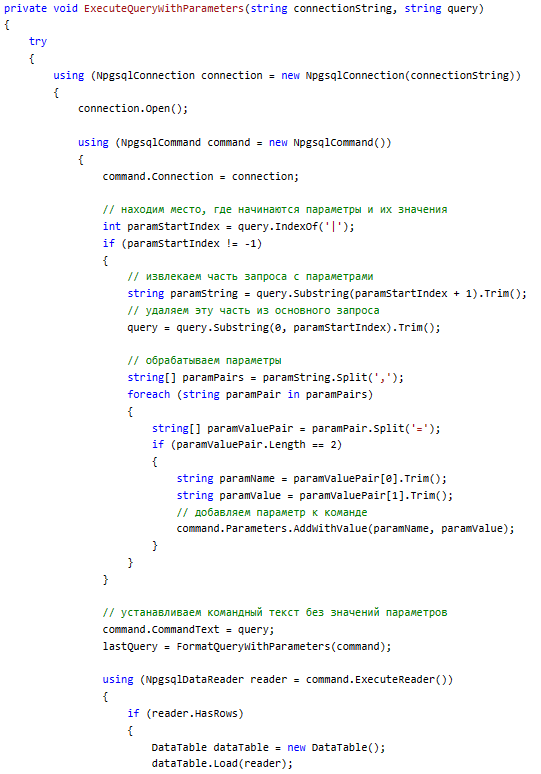 private void ExecuteQueryWithParameters(string connectionString, string query)
{
    try
    {
        using (NpgsqlConnection connection = new NpgsqlConnection(connectionString))
        {
            connection.Open();

            using (NpgsqlCommand command = new NpgsqlCommand())
            {
                command.Connection = connection;

                // находим место, где начинаются параметры и их значения
                int paramStartIndex = query.IndexOf('|');
                if (paramStartIndex != -1)
                {
                    // извлекаем часть запроса с параметрами
                    string paramString = query.Substring(paramStartIndex + 1).Trim();
                    // удаляем эту часть из основного запроса
                    query = query.Substring(0, paramStartIndex).Trim();

                    // обрабатываем параметры
                    string[] paramPairs = paramString.Split(',');
                    foreach (string paramPair in paramPairs)
                    {
                        string[] paramValuePair = paramPair.Split('=');
                        if (paramValuePair.Length == 2)
                        {
                            string paramName = paramValuePair[0].Trim();
                            string paramValue = paramValuePair[1].Trim();
                            // добавляем параметр к команде
                            command.Parameters.AddWithValue(paramName, paramValue);
                        }
                    }
                }

                // устанавливаем командный текст без значений параметров
                command.CommandText = query;
                lastQuery = FormatQueryWithParameters(command);

                using (NpgsqlDataReader reader = command.ExecuteReader())
                {
                    if (reader.HasRows)
                    {
                        DataTable dataTable = new DataTable();
                        dataTable.Load(reader);